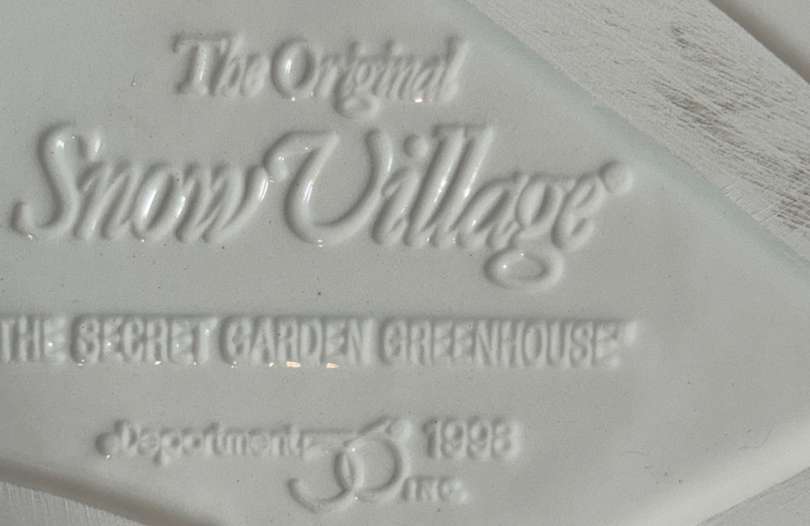 The Original
Snow Village®
THE SECRET GARDEN GREENHOUSE"
Department 56 1998
INC.